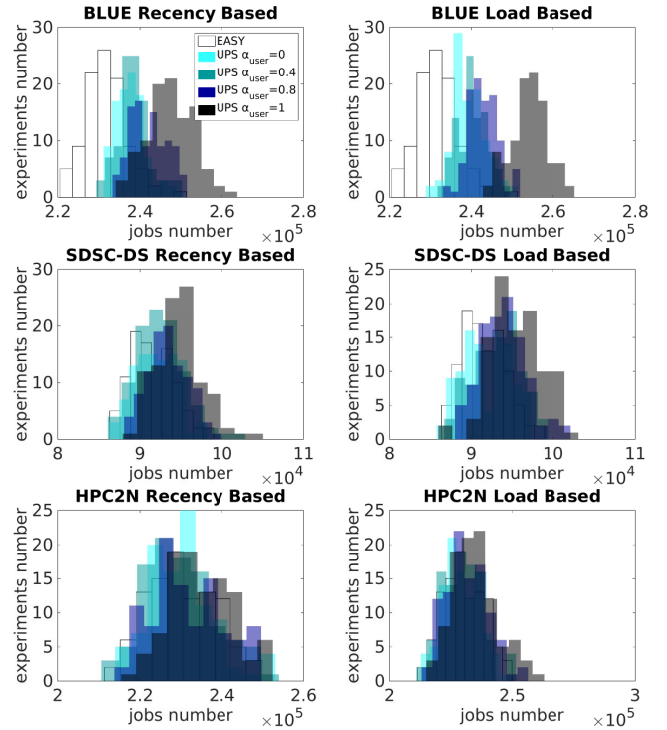 BLUE Recency Based
BLUE Load Based
30
EASY
UPS α_user=0
UPS α_user=0.4
UPS α_user=0.8
UPS α_user=1
20
10
0
experiments number
2.2 2.4 2.6 2.8
jobs number
×10^5
30
20
10
0
experiments number
2.2 2.4 2.6 2.8
jobs number
×10^5
SDSC-DS Recency Based
SDSC-DS Load Based
30
20
10
0
experiments number
8 9 10 11
jobs number
×10^4
25
20
15
10
5
0
experiments number
8 9 10 11
jobs number
×10^4
HPC2N Recency Based
HPC2N Load Based
25
20
15
10
5
0
experiments number
2 2.2 2.4 2.6
jobs number
×10^5
25
20
15
10
5
0
experiments number
2 2.5 3
jobs number
×10^5